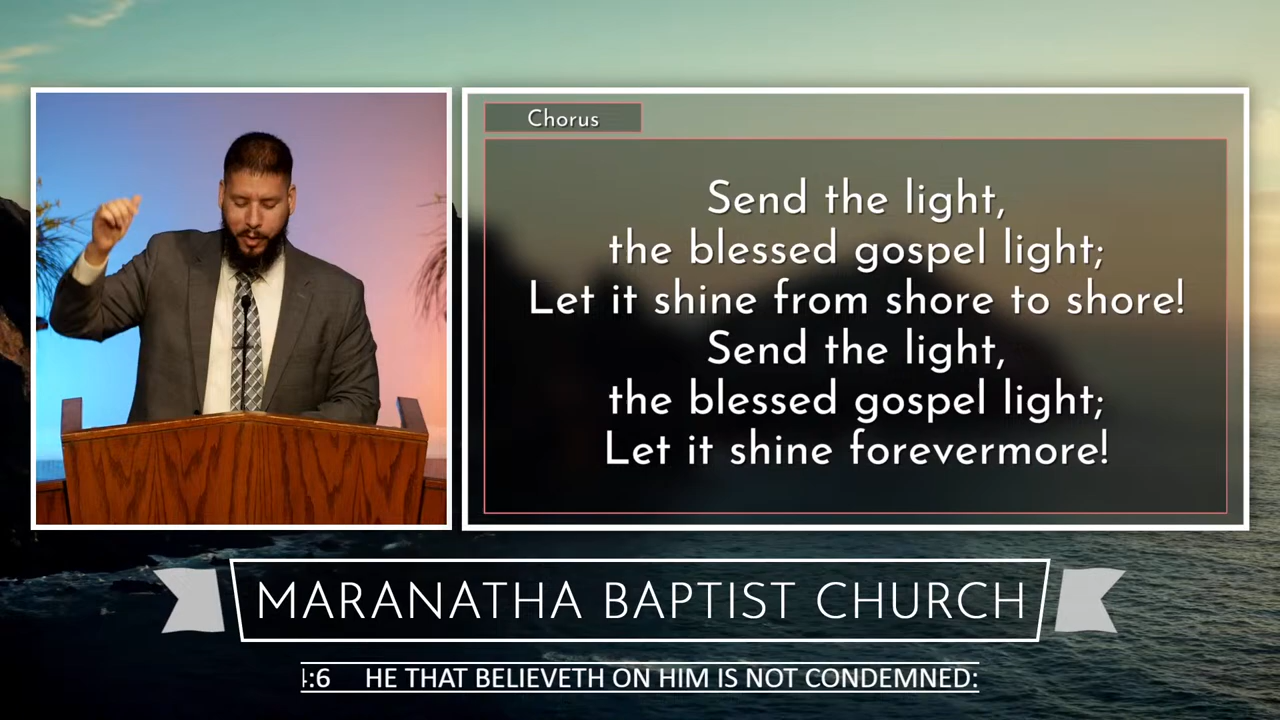 Chorus
Send the light,
the blessed gospel light;
Let it shine from shore to shore!
Send the light,
the blessed gospel light;
Let it shine forevermore!
MARANATHA BAPTIST CHURCH
:6 HE THAT BELIEVETH ON HIM IS NOT CONDEMNED: